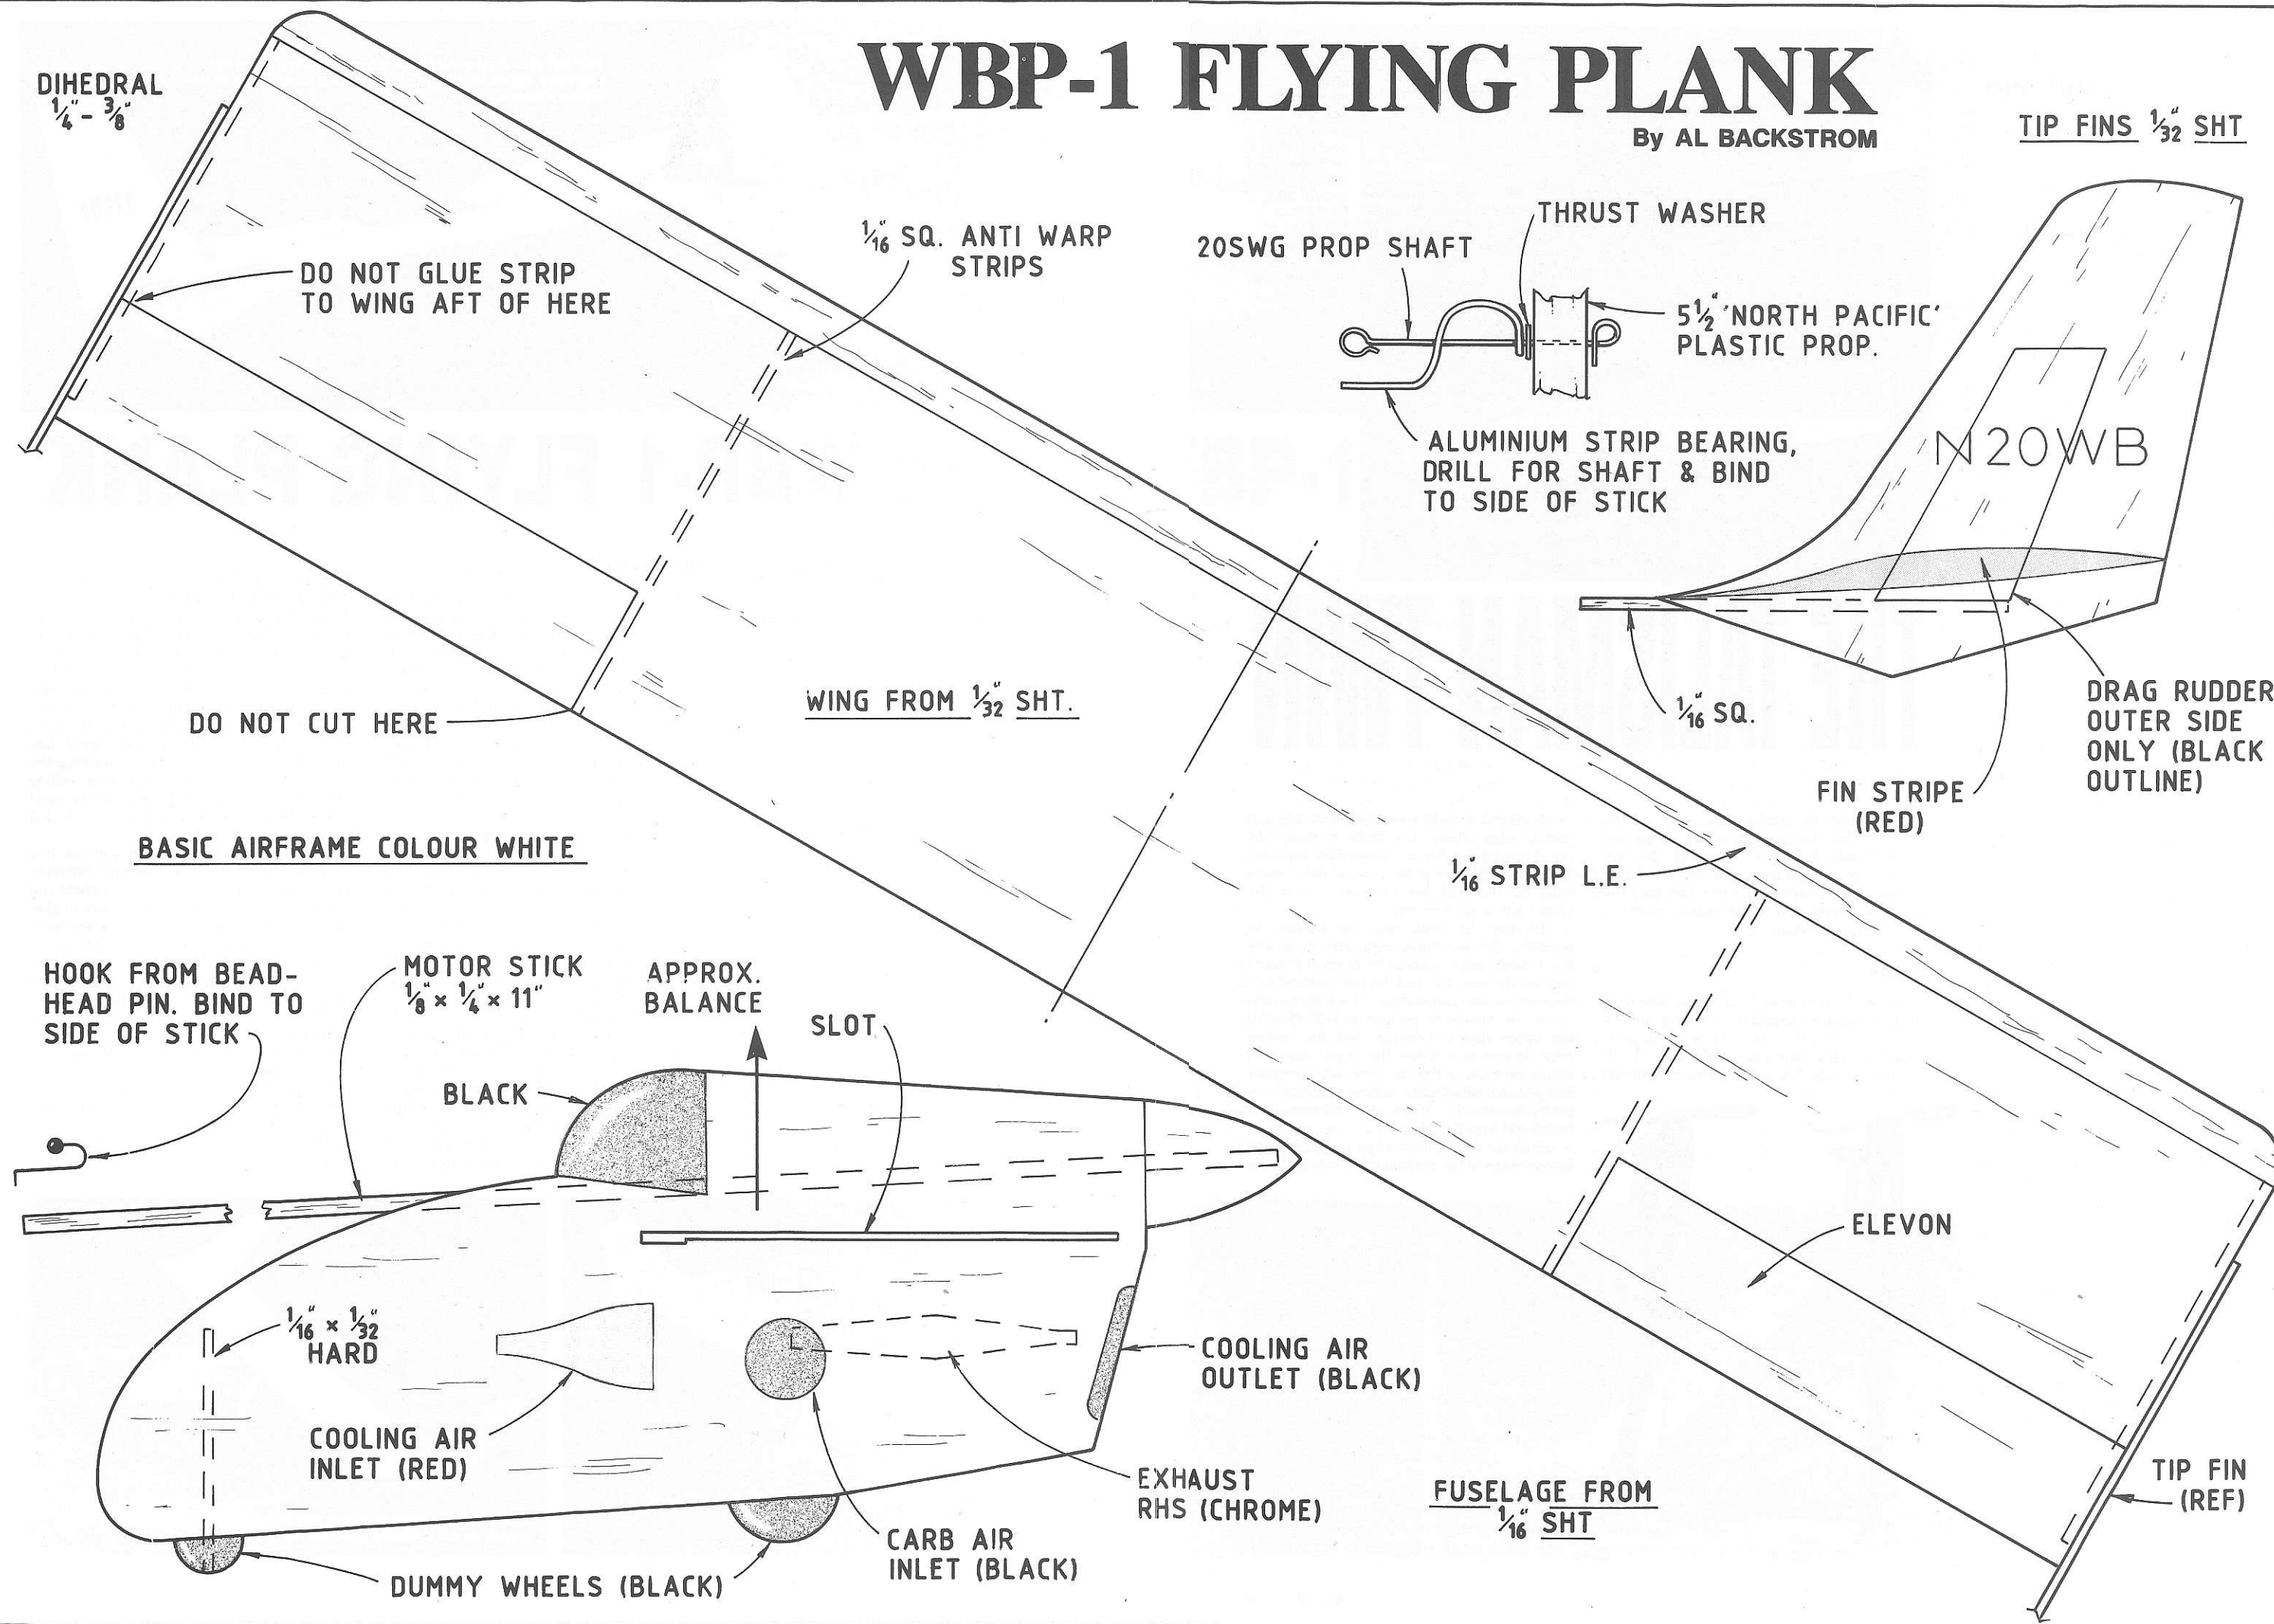 WBP-1 FLYING PLANK
By AL BACKSTROM
DIHEDRAL
1/4" - 3/8"
TIP FINS 1/32" SHT
1/16" SQ. ANTI WARP
STRIPS
DO NOT GLUE STRIP
TO WING AFT OF HERE
THRUST WASHER
20SWG PROP SHAFT
5 1/2" 'NORTH PACIFIC'
PLASTIC PROP.
ALUMINIUM STRIP BEARING,
DRILL FOR SHAFT & BIND
TO SIDE OF STICK
N20WB
WING FROM 1/32" SHT.
DO NOT CUT HERE
1/16" SQ.
DRAG RUDDER
OUTER SIDE
ONLY (BLACK
OUTLINE)
FIN STRIPE
(RED)
BASIC AIRFRAME COLOUR WHITE
1/16" STRIP L.E.
HOOK FROM BEAD-
HEAD PIN. BIND TO
SIDE OF STICK
MOTOR STICK
1/8" x 1/4" x 11"
APPROX.
BALANCE
SLOT
BLACK
ELEVON
1/16" x 1/32"
HARD
COOLING AIR
OUTLET (BLACK)
COOLING AIR
INLET (RED)
EXHAUST
RHS (CHROME)
FUSELAGE FROM
1/16" SHT
TIP FIN
(REF)
CARB AIR
INLET (BLACK)
DUMMY WHEELS (BLACK)